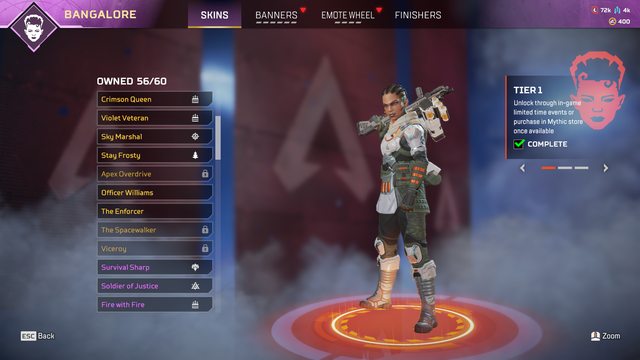 BANGALORE
SKINS
BANNERS
EMOTE WHEEL
FINISHERS
72k 4k
400
OWNED 56/60
Crimson Queen
Violet Veteran
Sky Marshal
Stay Frosty
Apex Overdrive
Officer Williams
The Enforcer
The Spacewalker
Viceroy
Survival Sharp
Soldier of Justice
Fire with Fire
TIER 1
Unlock through in-game
limited time events or
purchase in Mythic store
once available
COMPLETE
ESC Back
Zoom